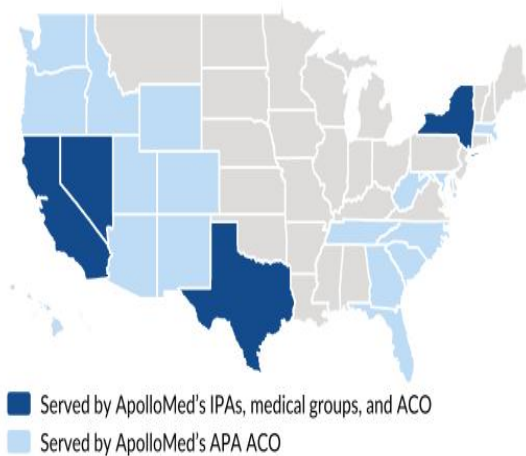 Served by ApolloMed's IPAs, medical groups, and ACO
Served by ApolloMed's APA ACO